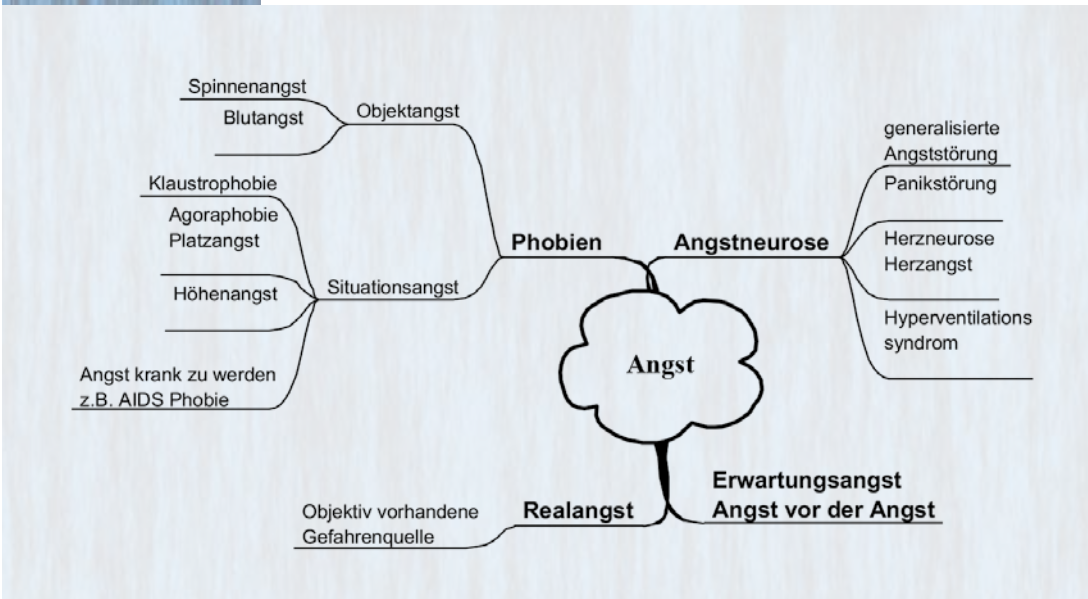 Spinnenangst
Blutangst
Objektangst
Klaustrophobie
Agoraphobie
Platzangst
Höhenangst
Angst krank zu werden
z.B. AIDS Phobie
Situationsangst
Phobien
Angstneurose
generalisierte
Angststörung
Panikstörung
Herzneurose
Herzangst
Hyperventilations
syndrom
Angst
Objektiv vorhandene
Gefahrenquelle
Realangst
Erwartungsangst
Angst vor der Angst